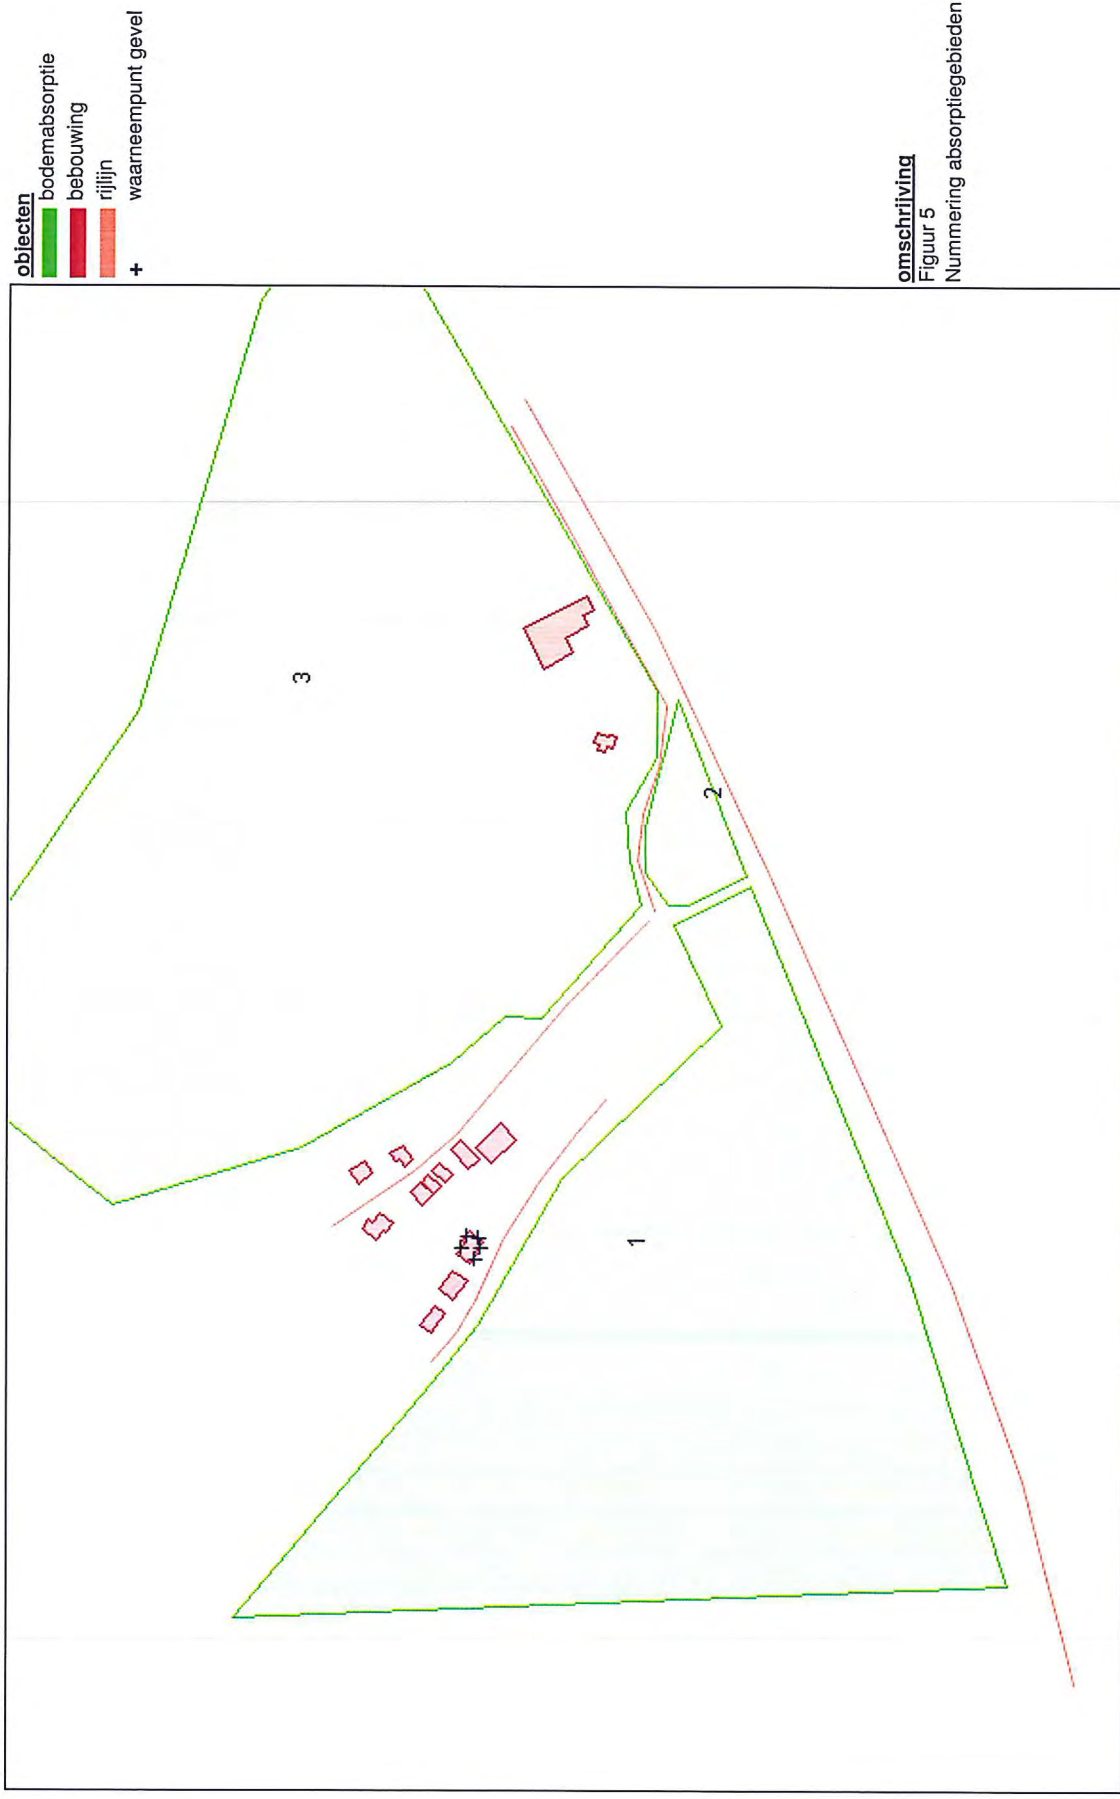 objecten
bodemabsorptie
bebouwing
rijlijn
+ waarneempunt gevel
3
2
1
omschrijving
Figuur 5
Nummering absorptiegebieden